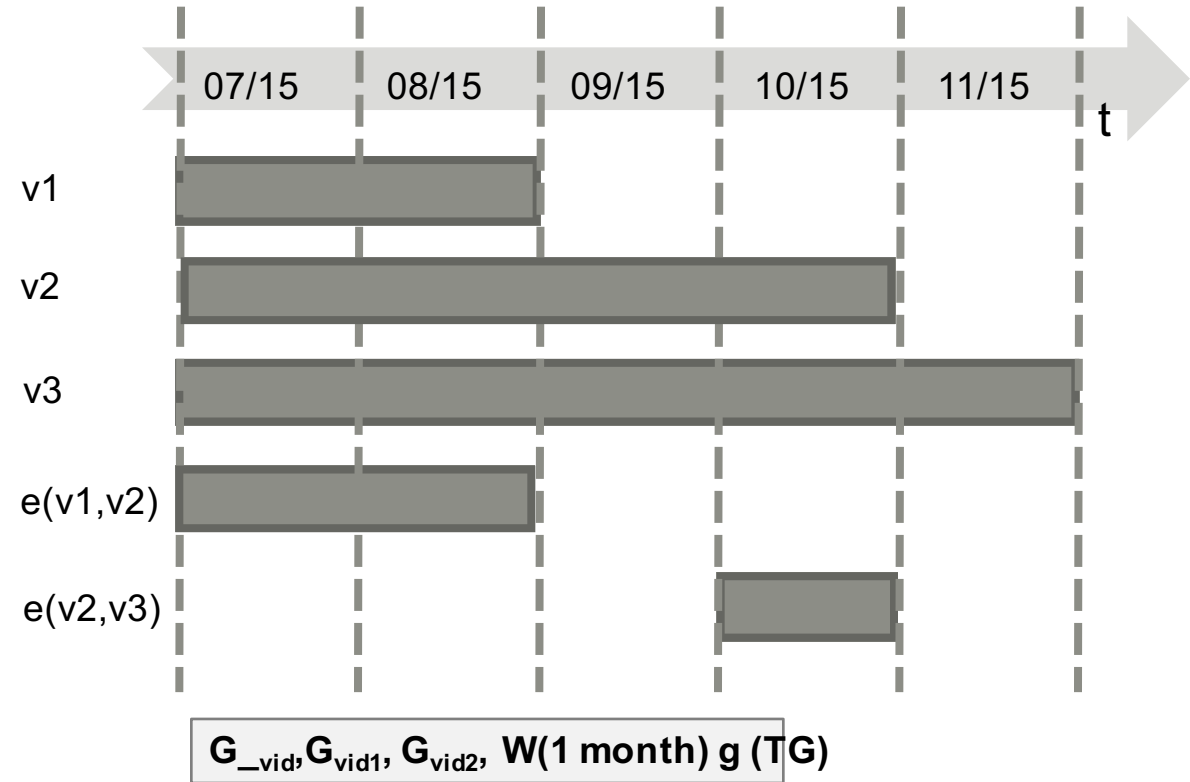 07/15 08/15 09/15 10/15 11/15
t
v1
v2
v3
e(v1,v2)
e(v2,v3)
G_vid,Gvid1, Gvid2, W(1 month) g (TG)